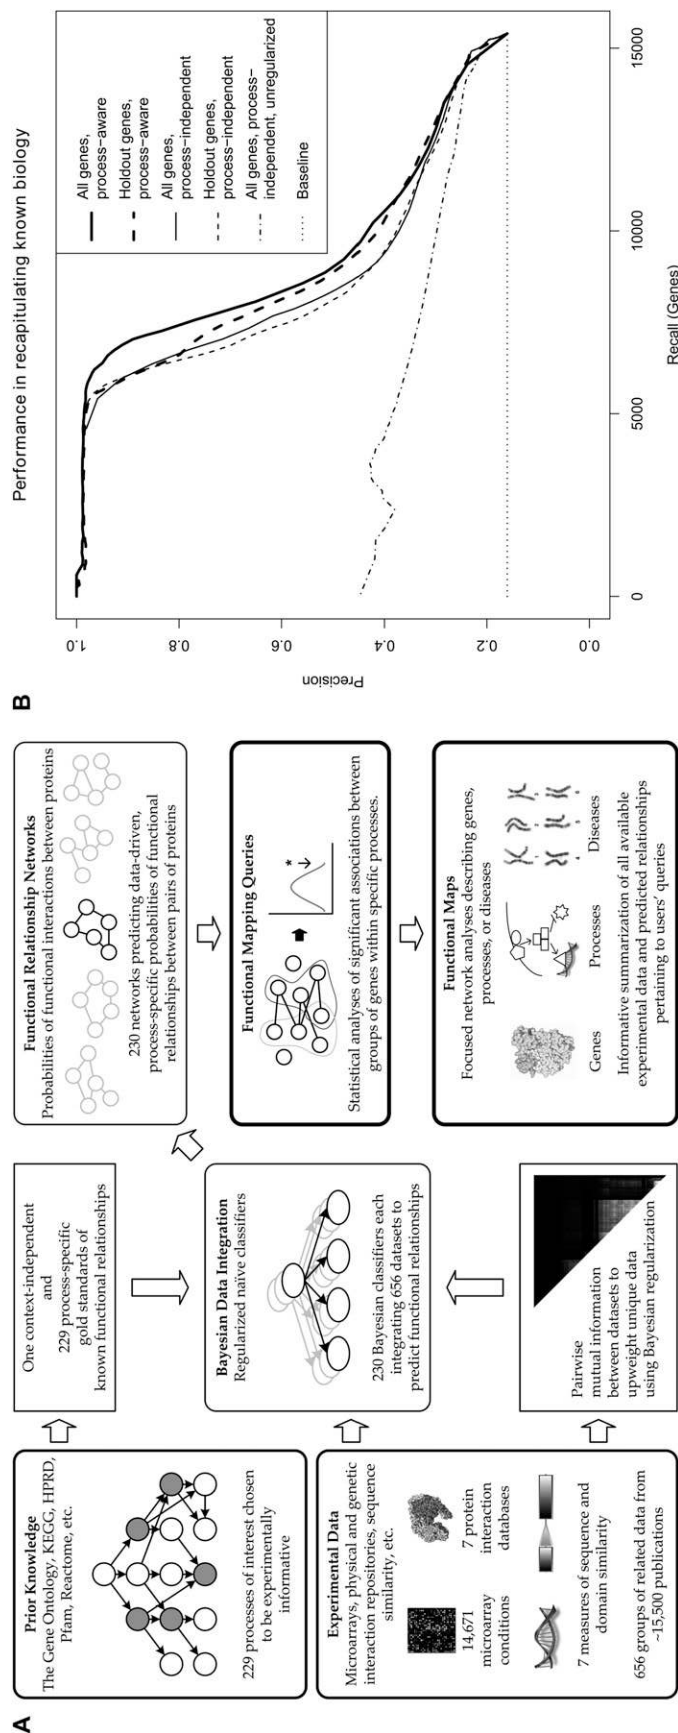 A
Prior Knowledge
The Gene Ontology, KEGG, HPRD,
Pfam, Reactome, etc.
229 processes of interest chosen
to be experimentally
informative
Experimental Data
Microarrays, physical and genetic
interaction repositories, sequence
similarity, etc.
14,671
microarray
conditions
7 protein
interaction
databases
7 measures of sequence and
domain similarity
656 groups of related data from
~15,500 publications
One context-independent
and
229 process-specific
gold standards of
known functional relationships
Bayesian Data Integration
Regularized naïve classifiers
230 Bayesian classifiers each
integrating 656 datasets to
predict functional relationships
Pairwise
mutual information
between datasets to
upweight unique data
using Bayesian regularization
Functional Relationship Networks
Probabilities of functional interactions between proteins
230 networks predicting data-driven,
process-specific probabilities of functional
relationships between pairs of proteins
Functional Mapping Queries
*
Statistical analyses of significant associations between
groups of genes within specific processes.
Functional Maps
Focused network analyses describing genes,
processes, or diseases
Genes
Processes
Diseases
Informative summarization of all available
experimental data and predicted relationships
pertaining to users' queries
B
Performance in recapitulating known biology
All genes,
process-aware
Holdout genes,
process-aware
All genes,
process-independent
Holdout genes,
process-independent
All genes, process-
independent, unregularized
Baseline
Precision
1.0
0.8
0.6
0.4
0.2
0.0
0
5000
10000
15000
Recall (Genes)